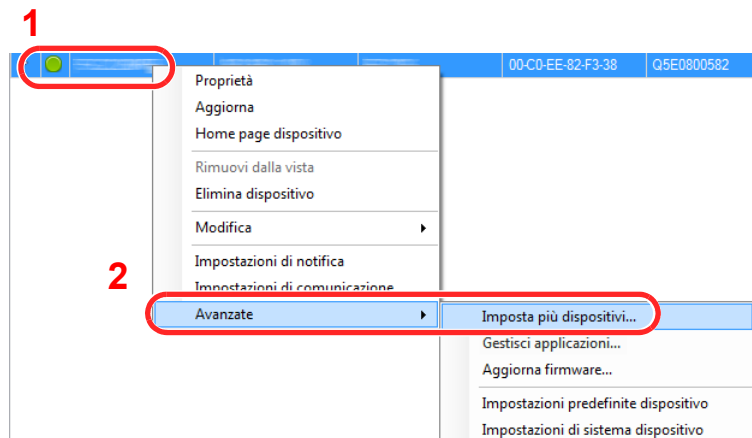 1
00-C0-EE-82-F3-38 Q5E0800582
Proprietà
Aggiorna
Home page dispositivo
Rimuovi dalla vista
Elimina dispositivo
Modifica
Impostazioni di notifica
2
Impostazioni di comunicazione
Avanzate
Imposta più dispositivi...
Gestisci applicazioni...
Aggiorna firmware...
Impostazioni predefinite dispositivo
Impostazioni di sistema dispositivo